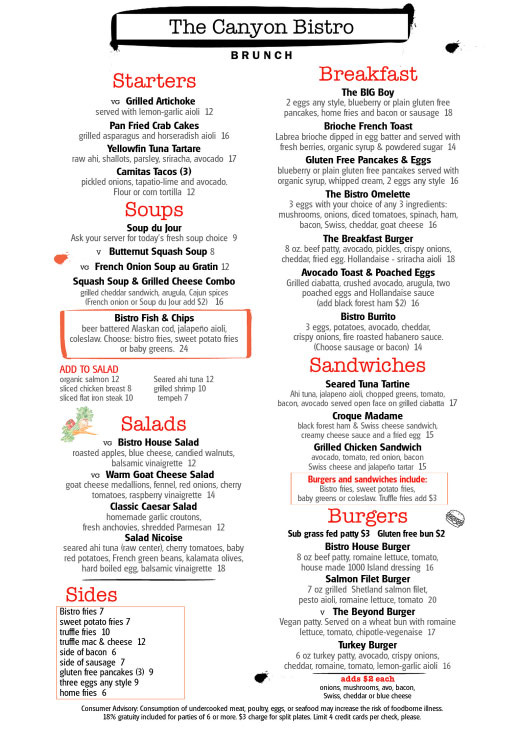 The Canyon Bistro
BRUNCH
Starters
VG Grilled Artichoke
served with lemon-garlic aioli 12
Pan Fried Crab Cakes
grilled asparagus and horseradish aioli 16
Yellowfin Tuna Tartare
raw ahi, shallots, parsley, sriracha, avocado 17
Carnitas Tacos (3)
pickled onions, tapatio-lime and avocado.
Flour or corn tortilla 12
Soups
Soup du Jour
Ask your server for today's fresh soup choice 9
V Butternut Squash Soup 8
VG French Onion Soup au Gratin 12
Squash Soup & Grilled Cheese Combo
grilled cheddar sandwich, arugula, Cajun spices
(French onion or Soup du Jour add $2) 16
Bistro Fish & Chips
beer battered Alaskan cod, jalapeño aioli,
coleslaw. Choose: bistro fries, sweet potato fries
or baby greens. 24
ADD TO SALAD
organic salmon 12 Seared ahi tuna 12
sliced chicken breast 8 grilled shrimp 10
sliced flat iron steak 10 tempeh 7
Salads
VG Bistro House Salad
roasted apples, blue cheese, candied walnuts,
balsamic vinaigrette 12
VG Warm Goat Cheese Salad
goat cheese medallions, fennel, red onions, cherry
tomatoes, raspberry vinaigrette 14
Classic Caesar Salad
homemade garlic croutons,
fresh anchovies, shredded Parmesan 12
Salad Nicoise
seared ahi tuna (raw center), cherry tomatoes, baby
red potatoes, French green beans, kalamata olives,
hard boiled egg, balsamic vinaigrette 18
Sides
Bistro fries 7
sweet potato fries 7
truffle fries 10
truffle mac & cheese 12
side of bacon 6
side of sausage 7
gluten free pancakes (3) 9
three eggs any style 9
home fries 6
Breakfast
The BIG Boy
2 eggs any style, blueberry or plain gluten free
pancakes, home fries and bacon or sausage 18
Brioche French Toast
Labrea brioche dipped in egg batter and served with
fresh berries, organic syrup & powdered sugar 14
Gluten Free Pancakes & Eggs
blueberry or plain gluten free pancakes served with
organic syrup, whipped cream, 2 eggs any style 16
The Bistro Omelette
3 eggs with your choice of any 3 ingredients:
mushrooms, onions, diced tomatoes, spinach, ham,
bacon, Swiss, cheddar, goat cheese 16
The Breakfast Burger
8 oz. beef patty, avocado, pickles, crispy onions,
cheddar, fried egg. Hollandaise - sriracha aioli 18
Avocado Toast & Poached Eggs
Grilled ciabatta, crushed avocado, arugula, two
poached eggs and Hollandaise sauce
(add black forest ham $2) 16
Bistro Burrito
3 eggs, potatoes, avocado, cheddar,
crispy onions, fire roasted habanero sauce.
(Choose sausage or bacon) 14
Sandwiches
Seared Tuna Tartine
Ahi tuna, jalapeno aioli, chopped greens, tomato,
bacon, avocado served open face on grilled ciabatta 17
Croque Madame
black forest ham & Swiss cheese sandwich,
creamy cheese sauce and a fried egg 15
Grilled Chicken Sandwich
avocado, tomato, red onion, bacon
Swiss cheese and jalapeño tartar 15
Burgers and sandwiches include:
Bistro fries, sweet potato fries,
baby greens or coleslaw. Truffle fries add $3
Burgers
Sub grass fed patty $3 Gluten free bun $2
Bistro House Burger
8 oz beef patty, romaine lettuce, tomato,
house made 1000 Island dressing 16
Salmon Filet Burger
7 oz grilled Shetland salmon filet,
pesto aioli, romaine lettuce, tomato 20
V The Beyond Burger
Vegan patty. Served on a wheat bun with romaine
lettuce, tomato, chipotle-vegenaise 17
Turkey Burger
6 oz turkey patty, avocado, crispy onions,
cheddar, romaine, tomato, lemon-garlic aioli 16
adds $2 each
onions, mushrooms, avo, bacon,
Swiss, cheddar or blue cheese
Consumer Advisory: Consumption of undercooked meat, poultry, eggs, or seafood may increase the risk of foodborne illness.
18% gratuity included for parties of 6 or more. $3 charge for split plates. Limit 4 credit cards per check, please.